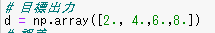 # 目標出力
d = np.array([2., 4.,6.,8.])